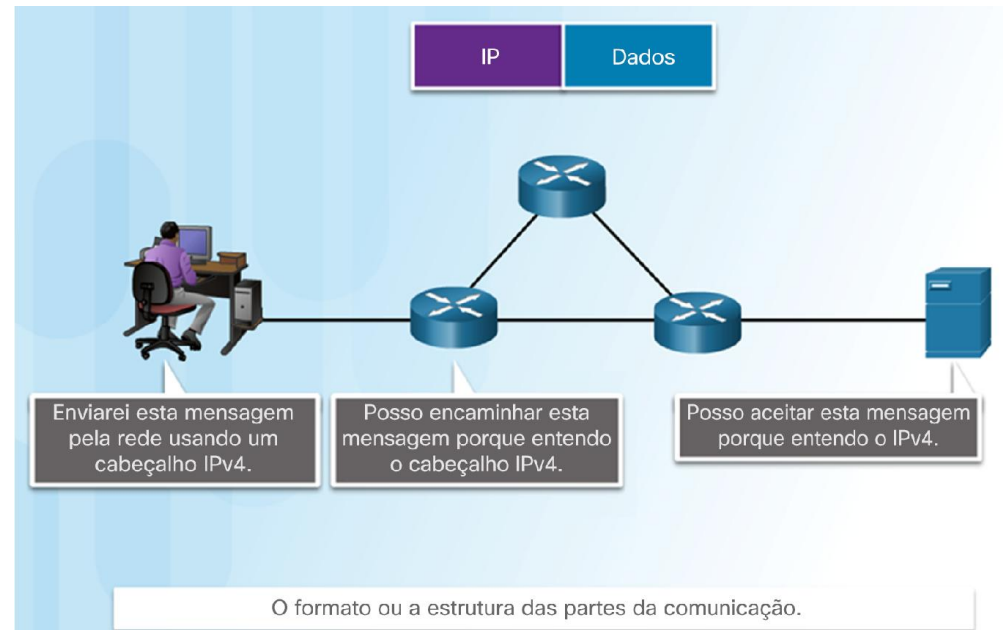 IP
Dados
Enviarei esta mensagem
pela rede usando um
cabeçalho IPv4.
Posso encaminhar esta
mensagem porque entendo
o cabeçalho IPv4.
Posso aceitar esta mensagem
porque entendo o IPv4.
O formato ou a estrutura das partes da comunicação.